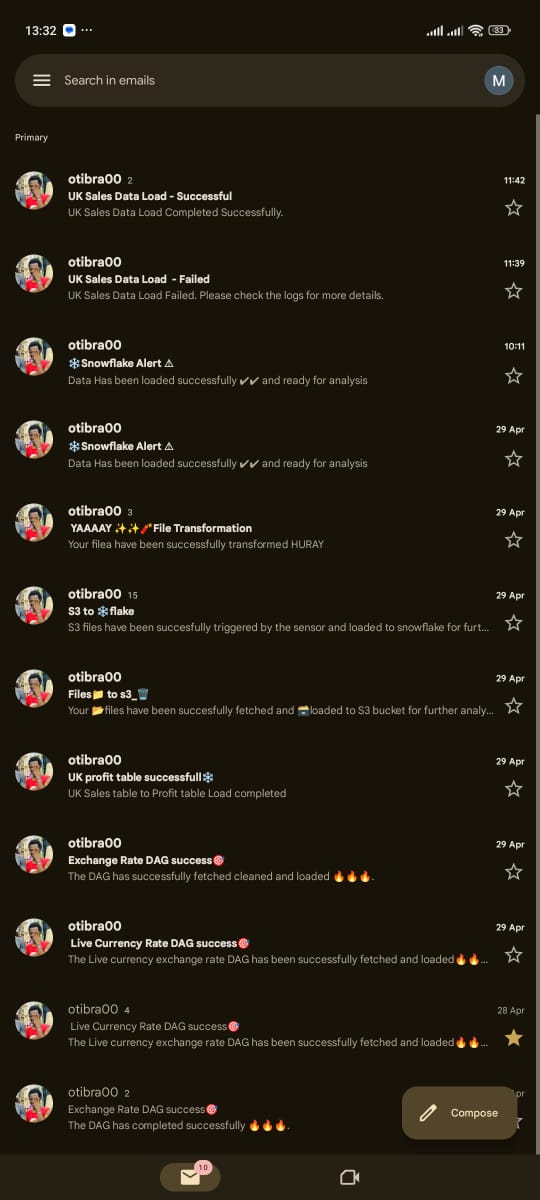 13:32 ...
33
Search in emails
M
Primary
otibra00 2 11:42
UK Sales Data Load - Successful
UK Sales Data Load Completed Successfully.
otibra00 11:39
UK Sales Data Load - Failed
UK Sales Data Load Failed. Please check the logs for more details.
otibra00 10:11
❄️Snowflake Alert ⚠
Data Has been loaded successfully ✔✔ and ready for analysis
otibra00 29 Apr
❄️Snowflake Alert ⚠
Data Has been loaded successfully ✔✔ and ready for analysis
otibra00 3 29 Apr
YAAAAY ✨✨🧨File Transformation
Your filea have been successfully transformed HURAY
otibra00 15 29 Apr
S3 to ❄️flake
S3 files have been succesfully triggered by the sensor and loaded to snowflake for furt...
otibra00 29 Apr
Files📁 to s3_🗑️
Your 📂files have been succesfully fetched and 🗃️loaded to S3 bucket for further analy...
otibra00 29 Apr
UK profit table successfull❄️
UK Sales table to Profit table Load completed
otibra00 29 Apr
Exchange Rate DAG success🎯
The DAG has successfully fetched cleaned and loaded 🔥🔥🔥.
otibra00 29 Apr
Live Currency Rate DAG success🎯
The Live currency exchange rate DAG has been successfully fetched and loaded🔥🔥...
otibra00 4 28 Apr
Live Currency Rate DAG success🎯
The Live currency exchange rate DAG has been successfully fetched and loaded🔥🔥...
otibra00 2
Exchange Rate DAG success🎯
The DAG has completed successfully 🔥🔥🔥.
Compose
10